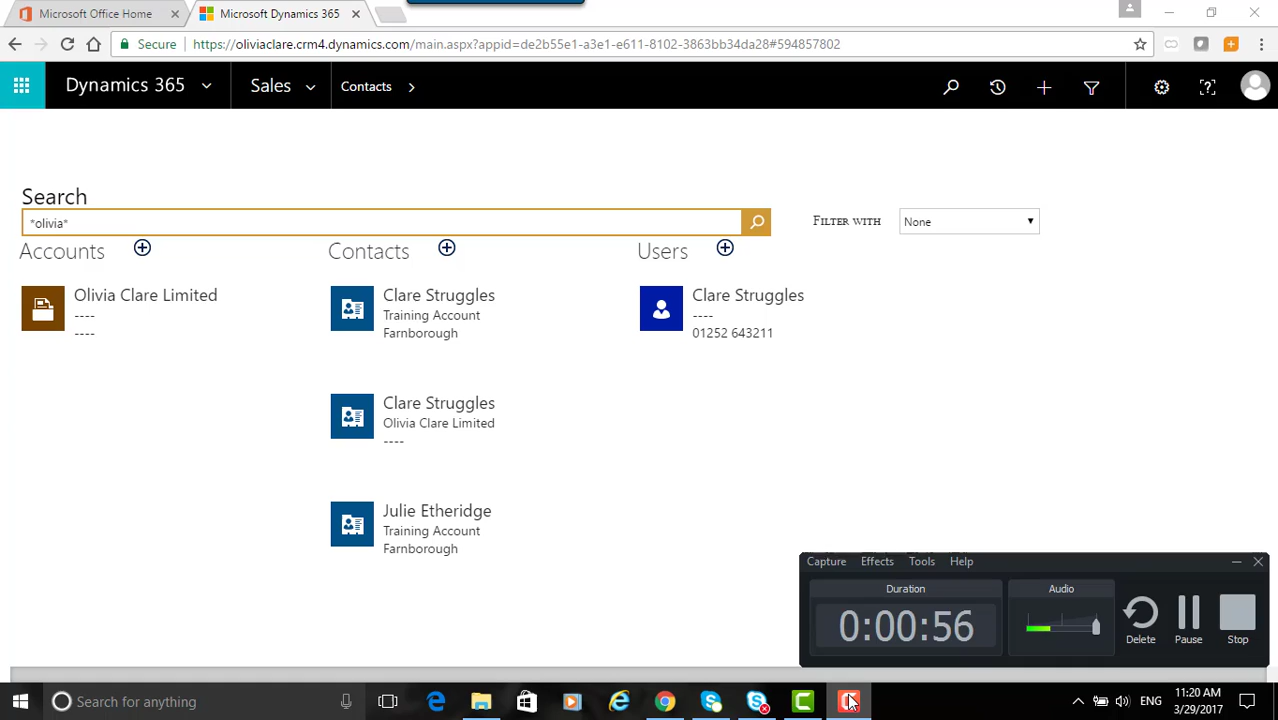 Microsoft Office Home
Microsoft Dynamics 365
Secure
https://oliviaclare.crm4.dynamics.com/main.aspx?appid=de2b55e1-a3e1-e611-8102-3863bb34da28#594857802
Dynamics 365
Sales
Contacts
Search
*olivia*
Filter with
None
Accounts
Contacts
Users
Olivia Clare Limited
----
----
Clare Struggles
Training Account
Farnborough
Clare Struggles
----
01252 643211
Clare Struggles
Olivia Clare Limited
----
Julie Etheridge
Training Account
Farnborough
Capture Effects Tools Help
Duration
Audio
0:00:56
Delete
Pause
Stop
Search for anything
ENG
11:20 AM
3/29/2017